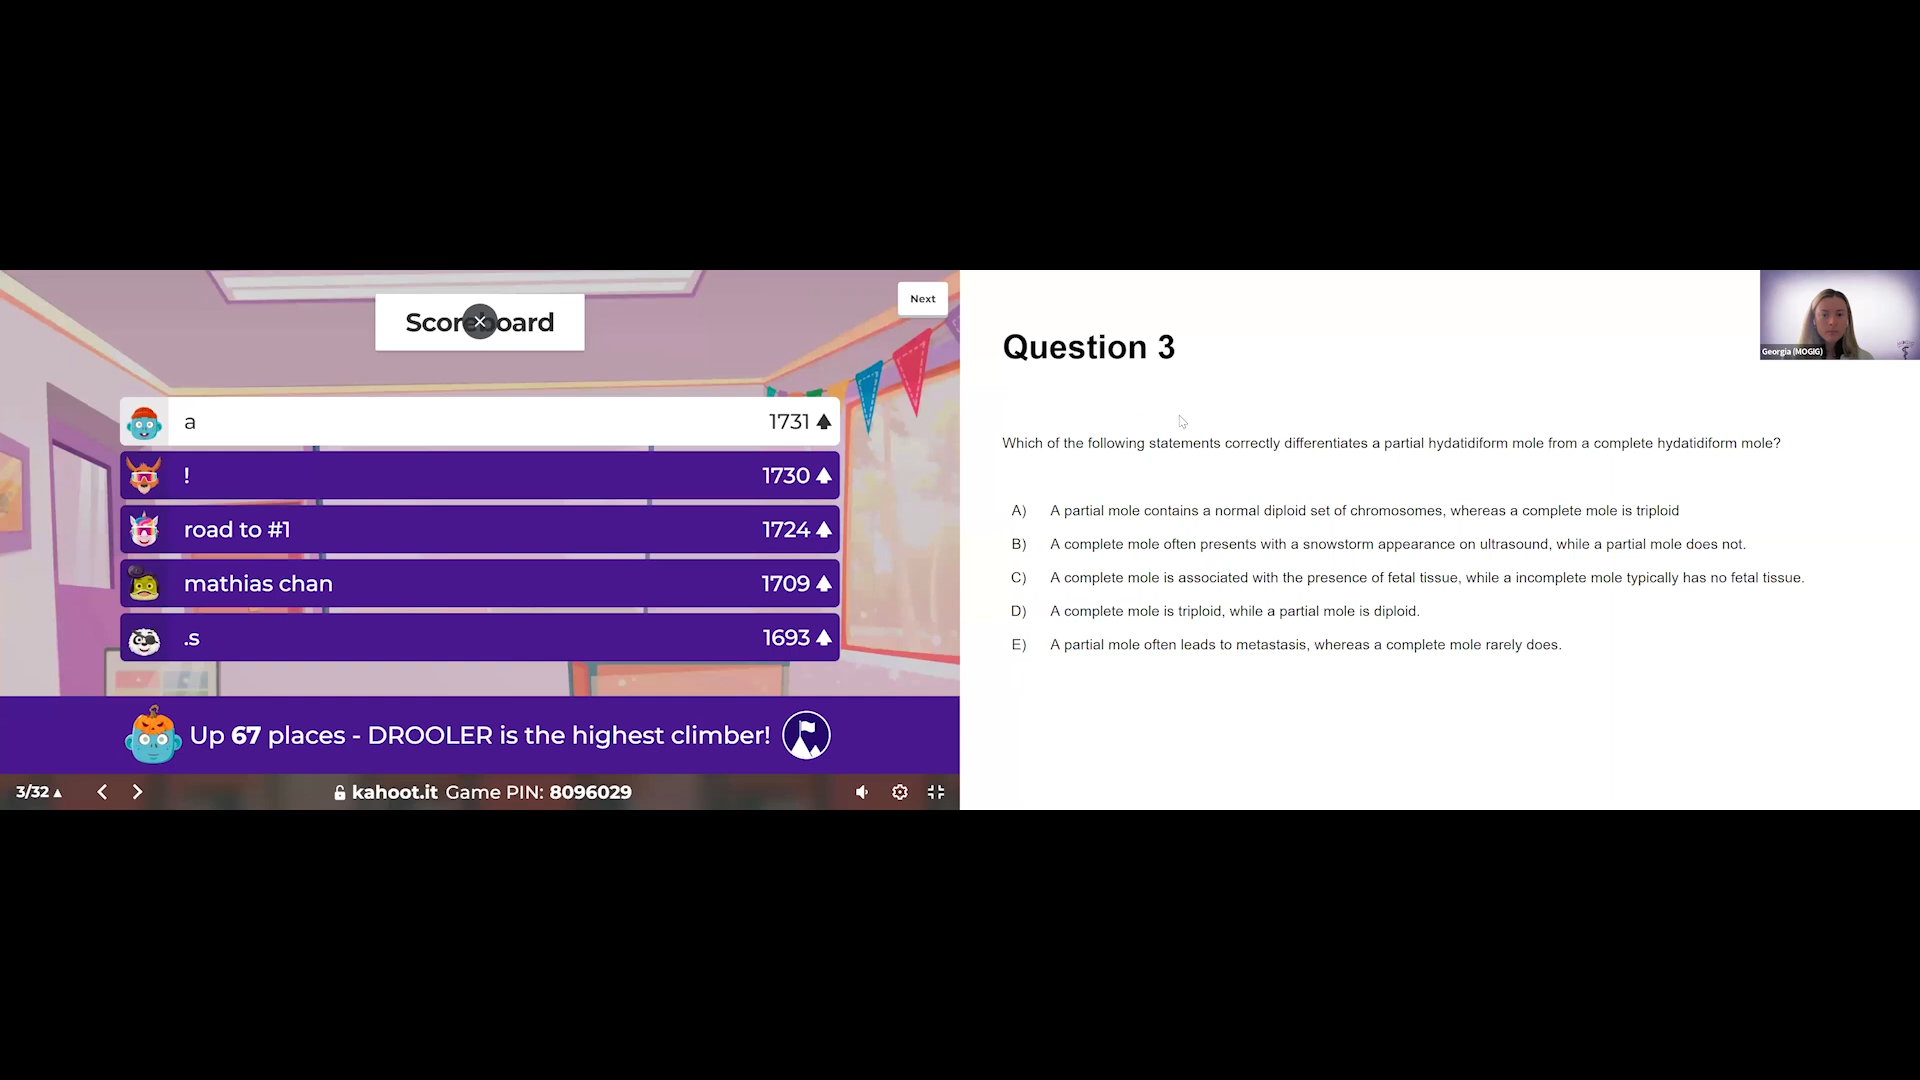 Scoreboard
Next
a 1731
! 1730
road to #1 1724
mathias chan 1709
.s 1693
Up 67 places - DROOLER is the highest climber!
3/32
kahoot.it Game PIN: 8096029
Georgia (MOGIG)
Question 3
Which of the following statements correctly differentiates a partial hydatidiform mole from a complete hydatidiform mole?
A) A partial mole contains a normal diploid set of chromosomes, whereas a complete mole is triploid
B) A complete mole often presents with a snowstorm appearance on ultrasound, while a partial mole does not.
C) A complete mole is associated with the presence of fetal tissue, while a incomplete mole typically has no fetal tissue.
D) A complete mole is triploid, while a partial mole is diploid.
E) A partial mole often leads to metastasis, whereas a complete mole rarely does.